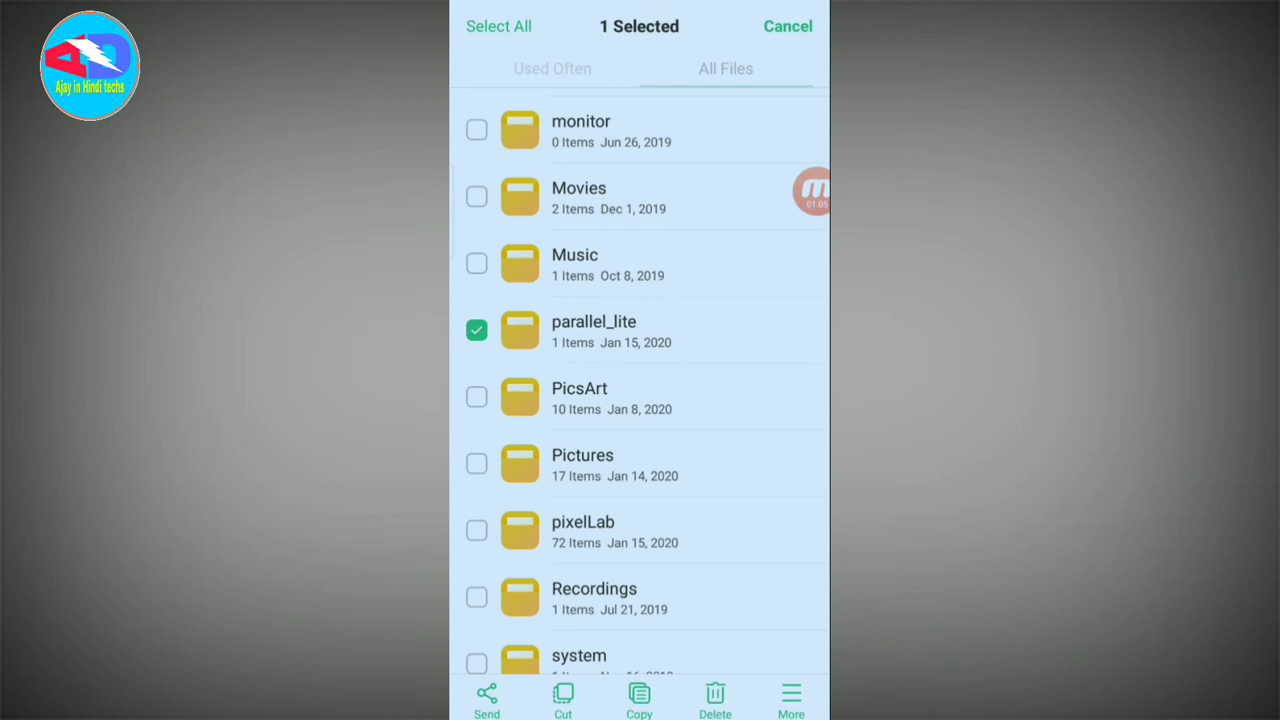 AD
Ajay in Hindi techs
Select All
1 Selected
Cancel
Used Often
All Files
monitor
0 Items Jun 26, 2019
Movies
2 Items Dec 1, 2019
01:05
Music
1 Items Oct 8, 2019
parallel_lite
1 Items Jan 15, 2020
PicsArt
10 Items Jan 8, 2020
Pictures
17 Items Jan 14, 2020
pixelLab
72 Items Jan 15, 2020
Recordings
1 Items Jul 21, 2019
system
Send
Cut
Copy
Delete
More